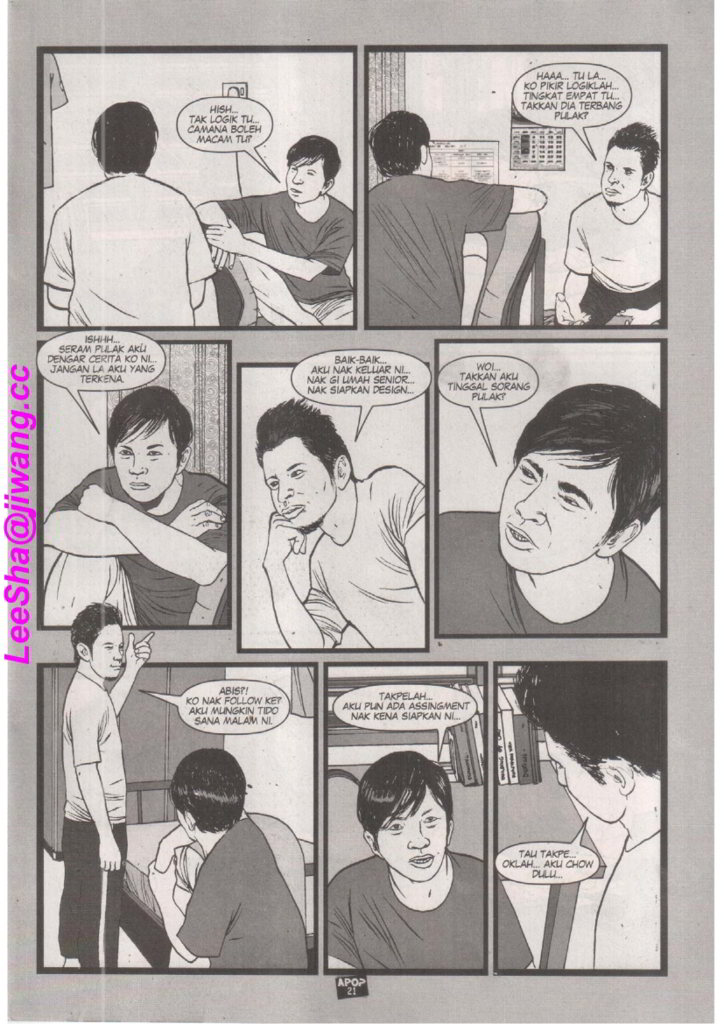 HISH...
TAK LOGIK TU...
CAMANA BOLEH
MACAM TU?
HAAA... TU LA...
KO PIKIR LOGIKLAH...
TINGKAT EMPAT TU...
TAKKAN DIA TERBANG
PULAK?
ISHHH...
SERAM PULAK AKU
DENGAR CERITA KO NI...
JANGAN LA AKU YANG
TERKENA.
BAIK-BAIK...
AKU NAK KELUAR NI...
NAK GI UMAH SENIOR...
NAK SIAPKAN DESIGN...
WOI...
TAKKAN AKU
TINGGAL SORANG
PULAK?
LeeSha@jiwang.cc
ABIS?!
KO NAK FOLLOW KE?
AKU MUNGKIN TIDO
SANA MALAM NI.
TAKPELAH...
AKU PUN ADA ASSINGMENT
NAK KENA SIAPKAN NI...
TAU TAKPE...
OKLAH... AKU CHOW
DULU...
APOP
21